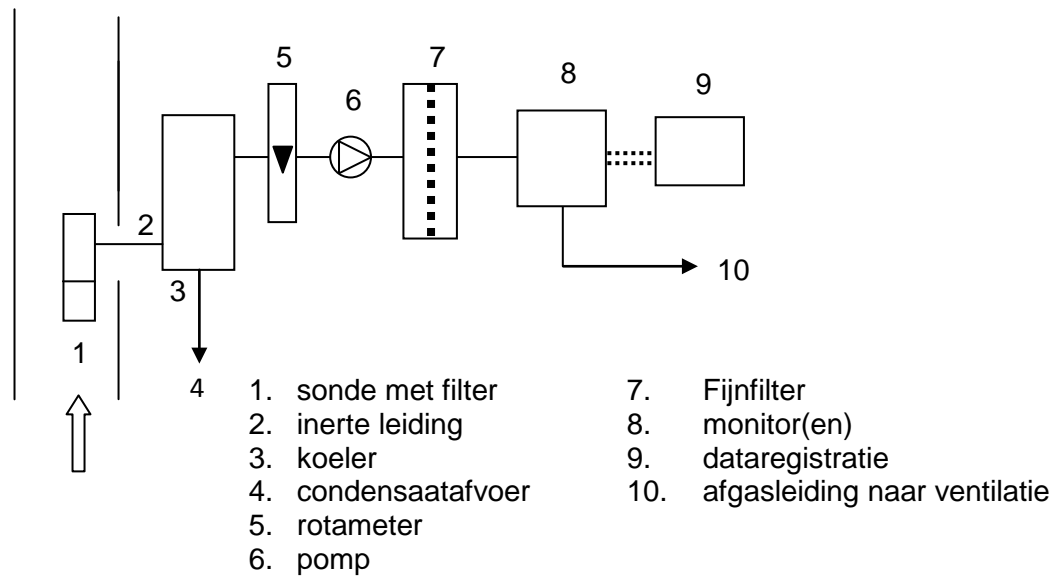 5
7
6
8
9
2
3
10
1
4
1. sonde met filter
2. inerte leiding
3. koeler
4. condensaatafvoer
5. rotameter
6. pomp
7. Fijnfilter
8. monitor(en)
9. dataregistratie
10. afgasleiding naar ventilatie